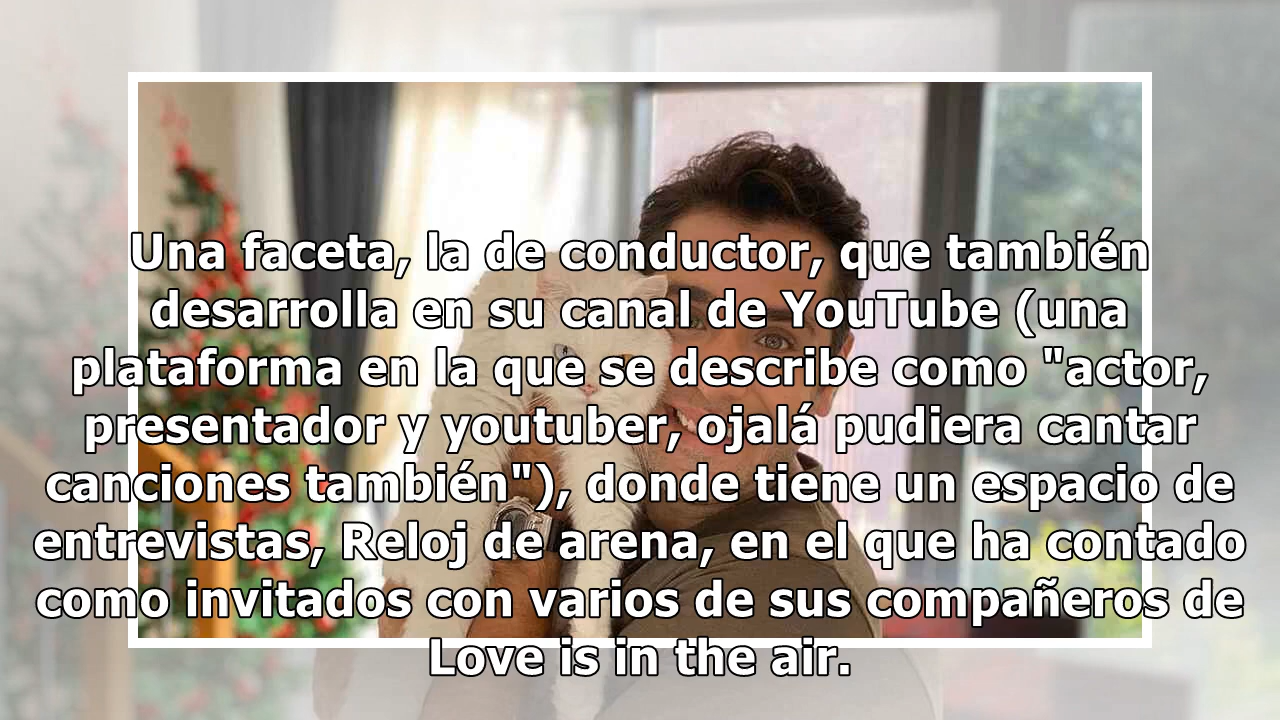 Una faceta, la de conductor, que también
desarrolla en su canal de YouTube (una
plataforma en la que se describe como "actor,
presentador y youtuber, ojalá pudiera cantar
canciones también"), donde tiene un espacio de
entrevistas, Reloj de arena, en el que ha contado
como invitados con varios de sus compañeros de
Love is in the air.